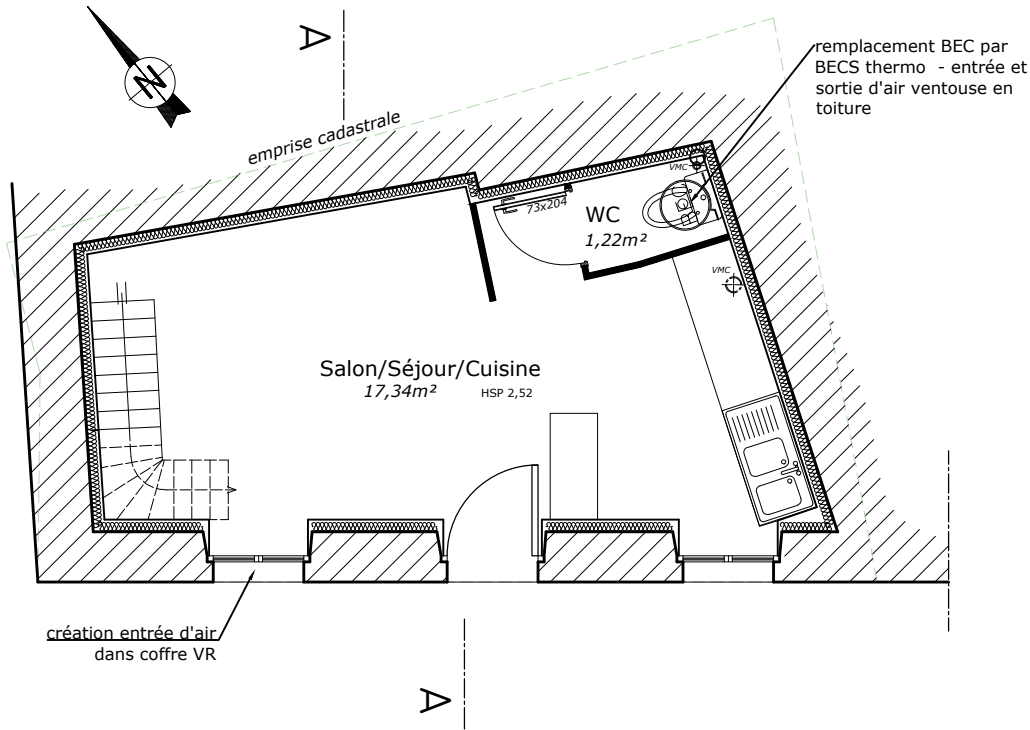 A
N
remplacement BEC par
BECS thermo - entrée et
sortie d'air ventouse en
toiture
emprise cadastrale
VMC
73x204
WC
1,22m²
VMC
Salon/Séjour/Cuisine
17,34m² HSP 2,52
création entrée d'air
dans coffre VR
A